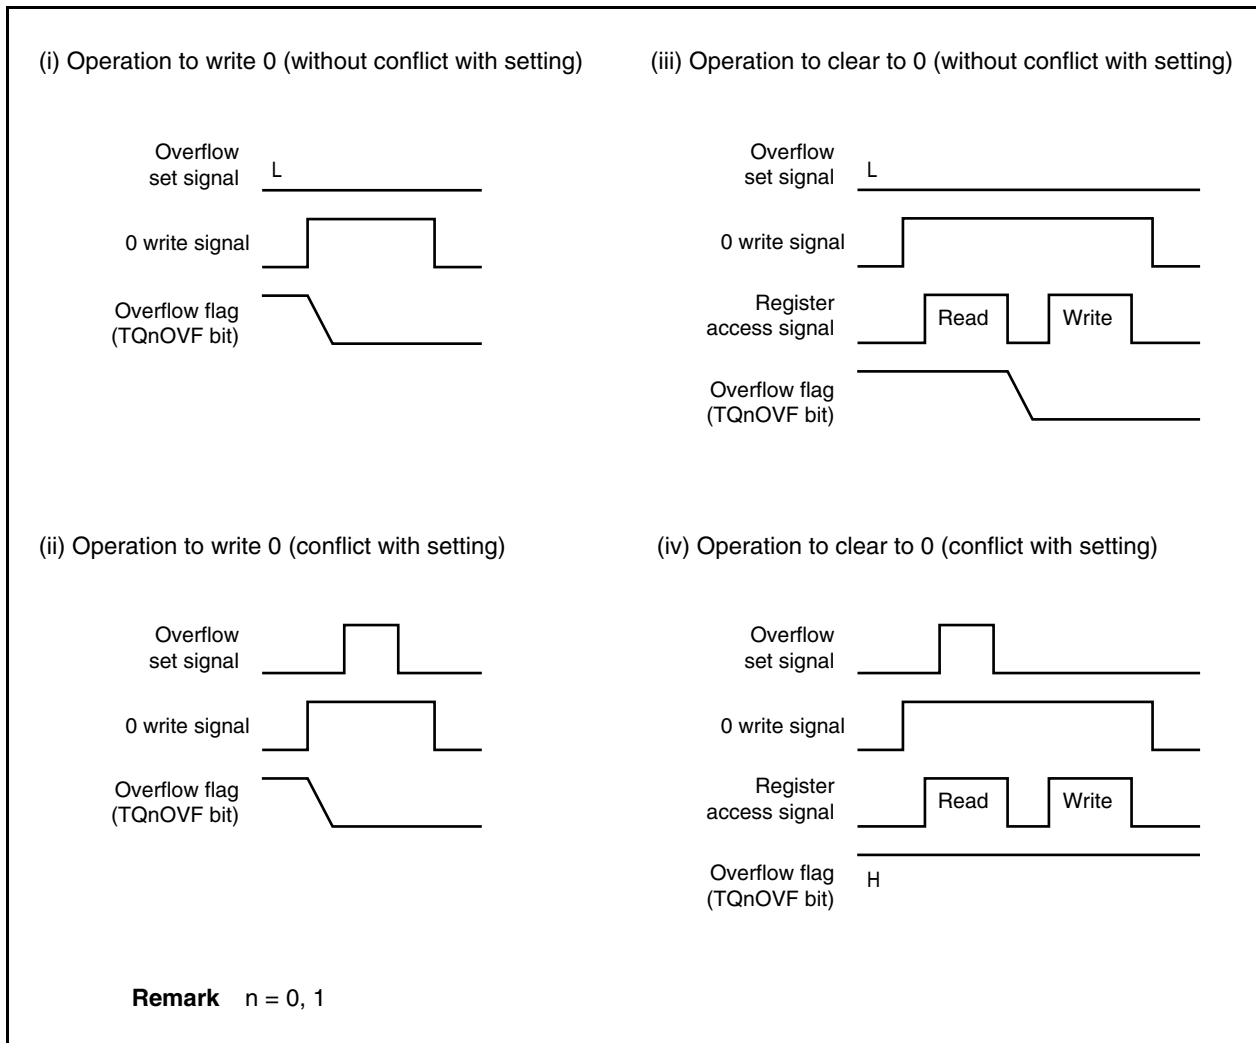 (i) Operation to write 0 (without conflict with setting)
Overflow
set signal
L
0 write signal
Overflow flag
(TQnOVF bit)
(iii) Operation to clear to 0 (without conflict with setting)
Overflow
set signal
L
0 write signal
Register
access signal
Read
Write
Overflow flag
(TQnOVF bit)
(ii) Operation to write 0 (conflict with setting)
Overflow
set signal
0 write signal
Overflow flag
(TQnOVF bit)
(iv) Operation to clear to 0 (conflict with setting)
Overflow
set signal
0 write signal
Register
access signal
Read
Write
Overflow flag
(TQnOVF bit)
H
Remark n = 0, 1